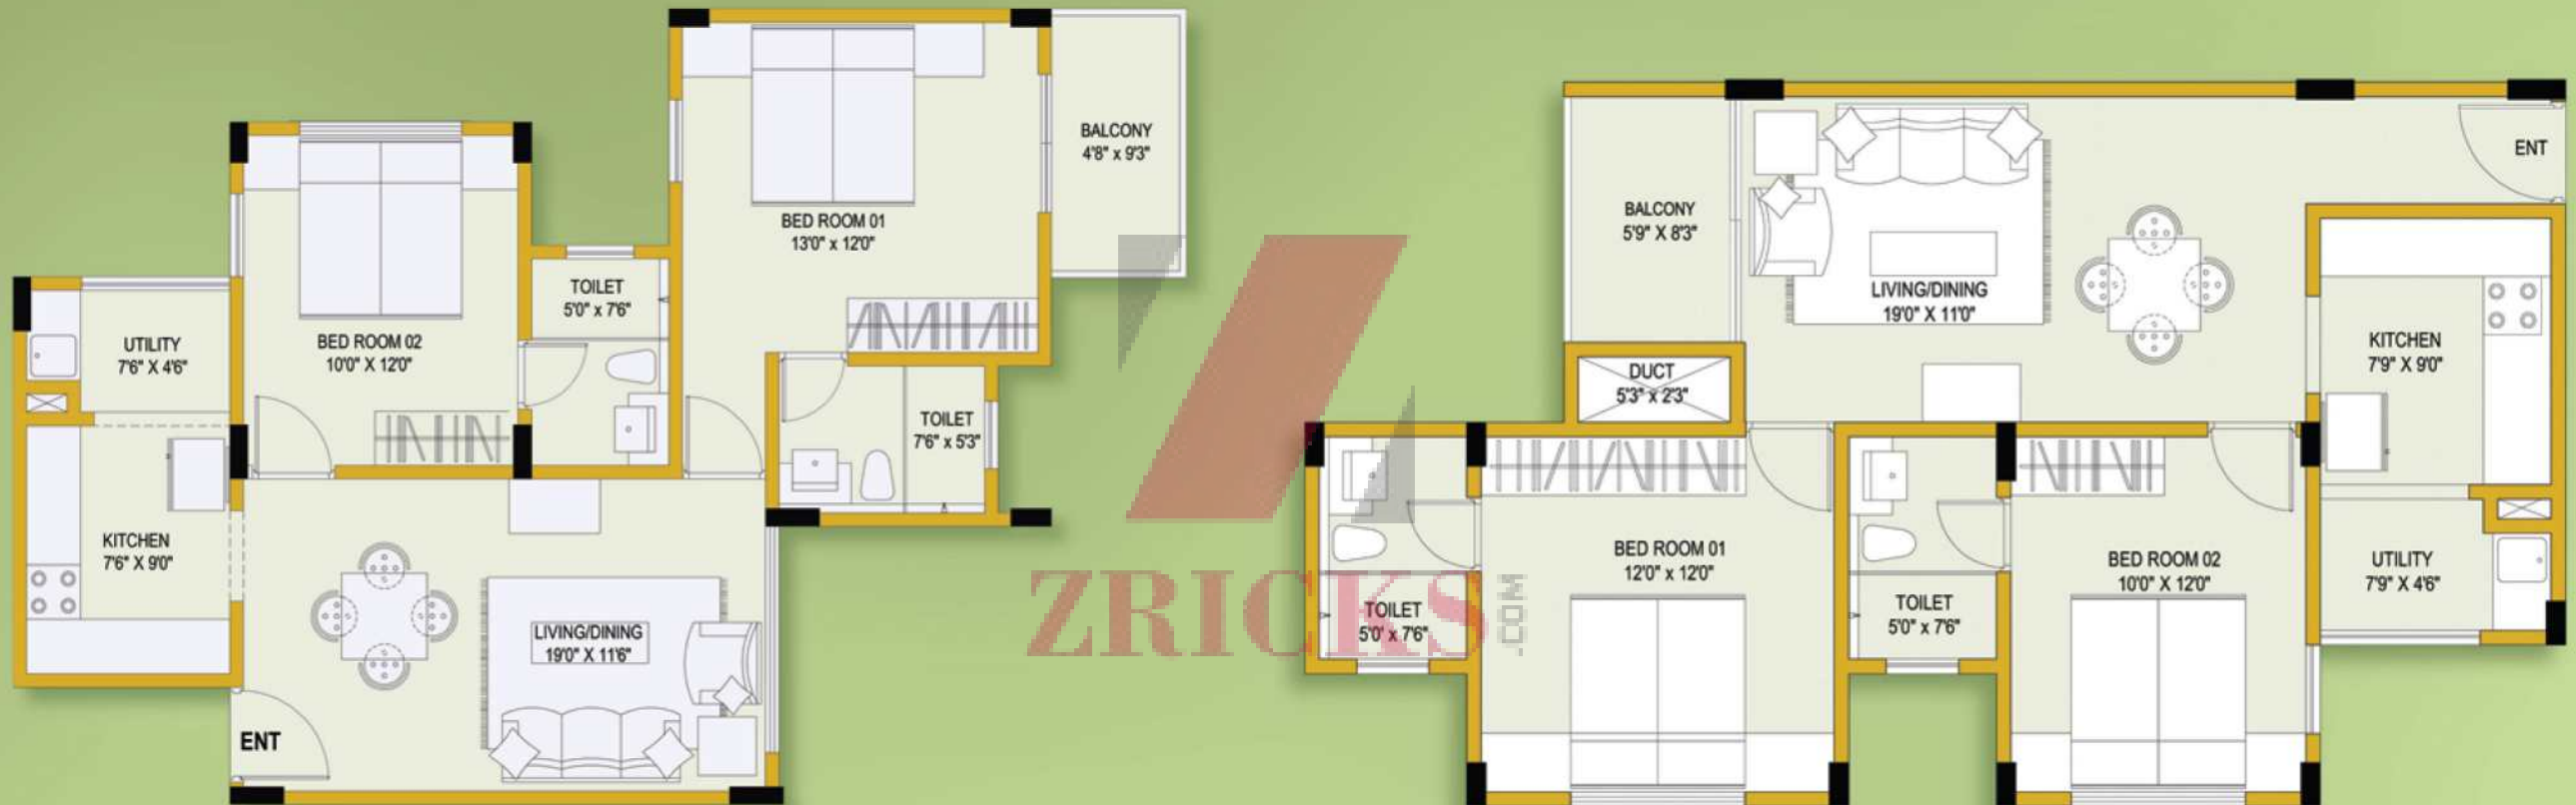 BED ROOM 01
13'0" x 12'0"
BALCONY
4'8" x 9'3"
TOILET
5'0" x 7'6"
BED ROOM 02
10'0" X 12'0"
UTILITY
7'6" X 4'6"
TOILET
7'6" x 5'3"
KITCHEN
7'6" X 9'0"
LIVING/DINING
19'0" X 11'6"
ENT
ENT
BALCONY
5'9" X 8'3"
LIVING/DINING
19'0" X 11'0"
KITCHEN
7'9" X 9'0"
DUCT
5'3" x 2'3"
BED ROOM 01
12'0" x 12'0"
BED ROOM 02
10'0" X 12'0"
UTILITY
7'9" X 4'6"
TOILET
5'0' x 7'6"
TOILET
5'0" x 7'6"
ZRICKS.COM